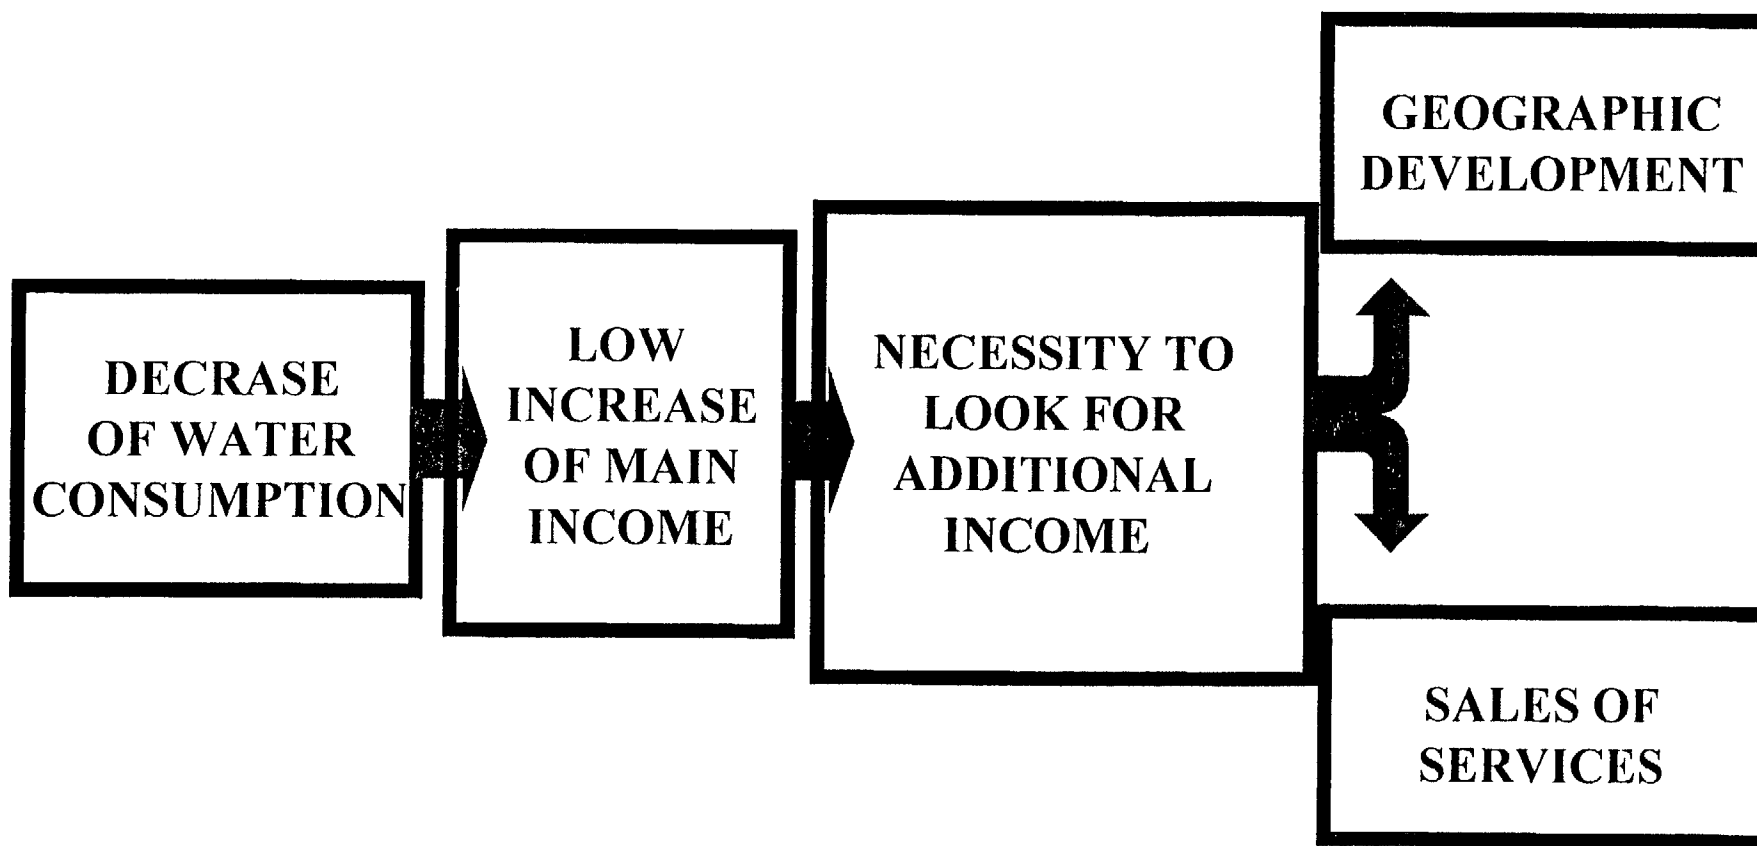 DECRASE
OF WATER
CONSUMPTION
LOW
INCREASE
OF MAIN
INCOME
NECESSITY TO
LOOK FOR
ADDITIONAL
INCOME
GEOGRAPHIC
DEVELOPMENT
SALES OF
SERVICES